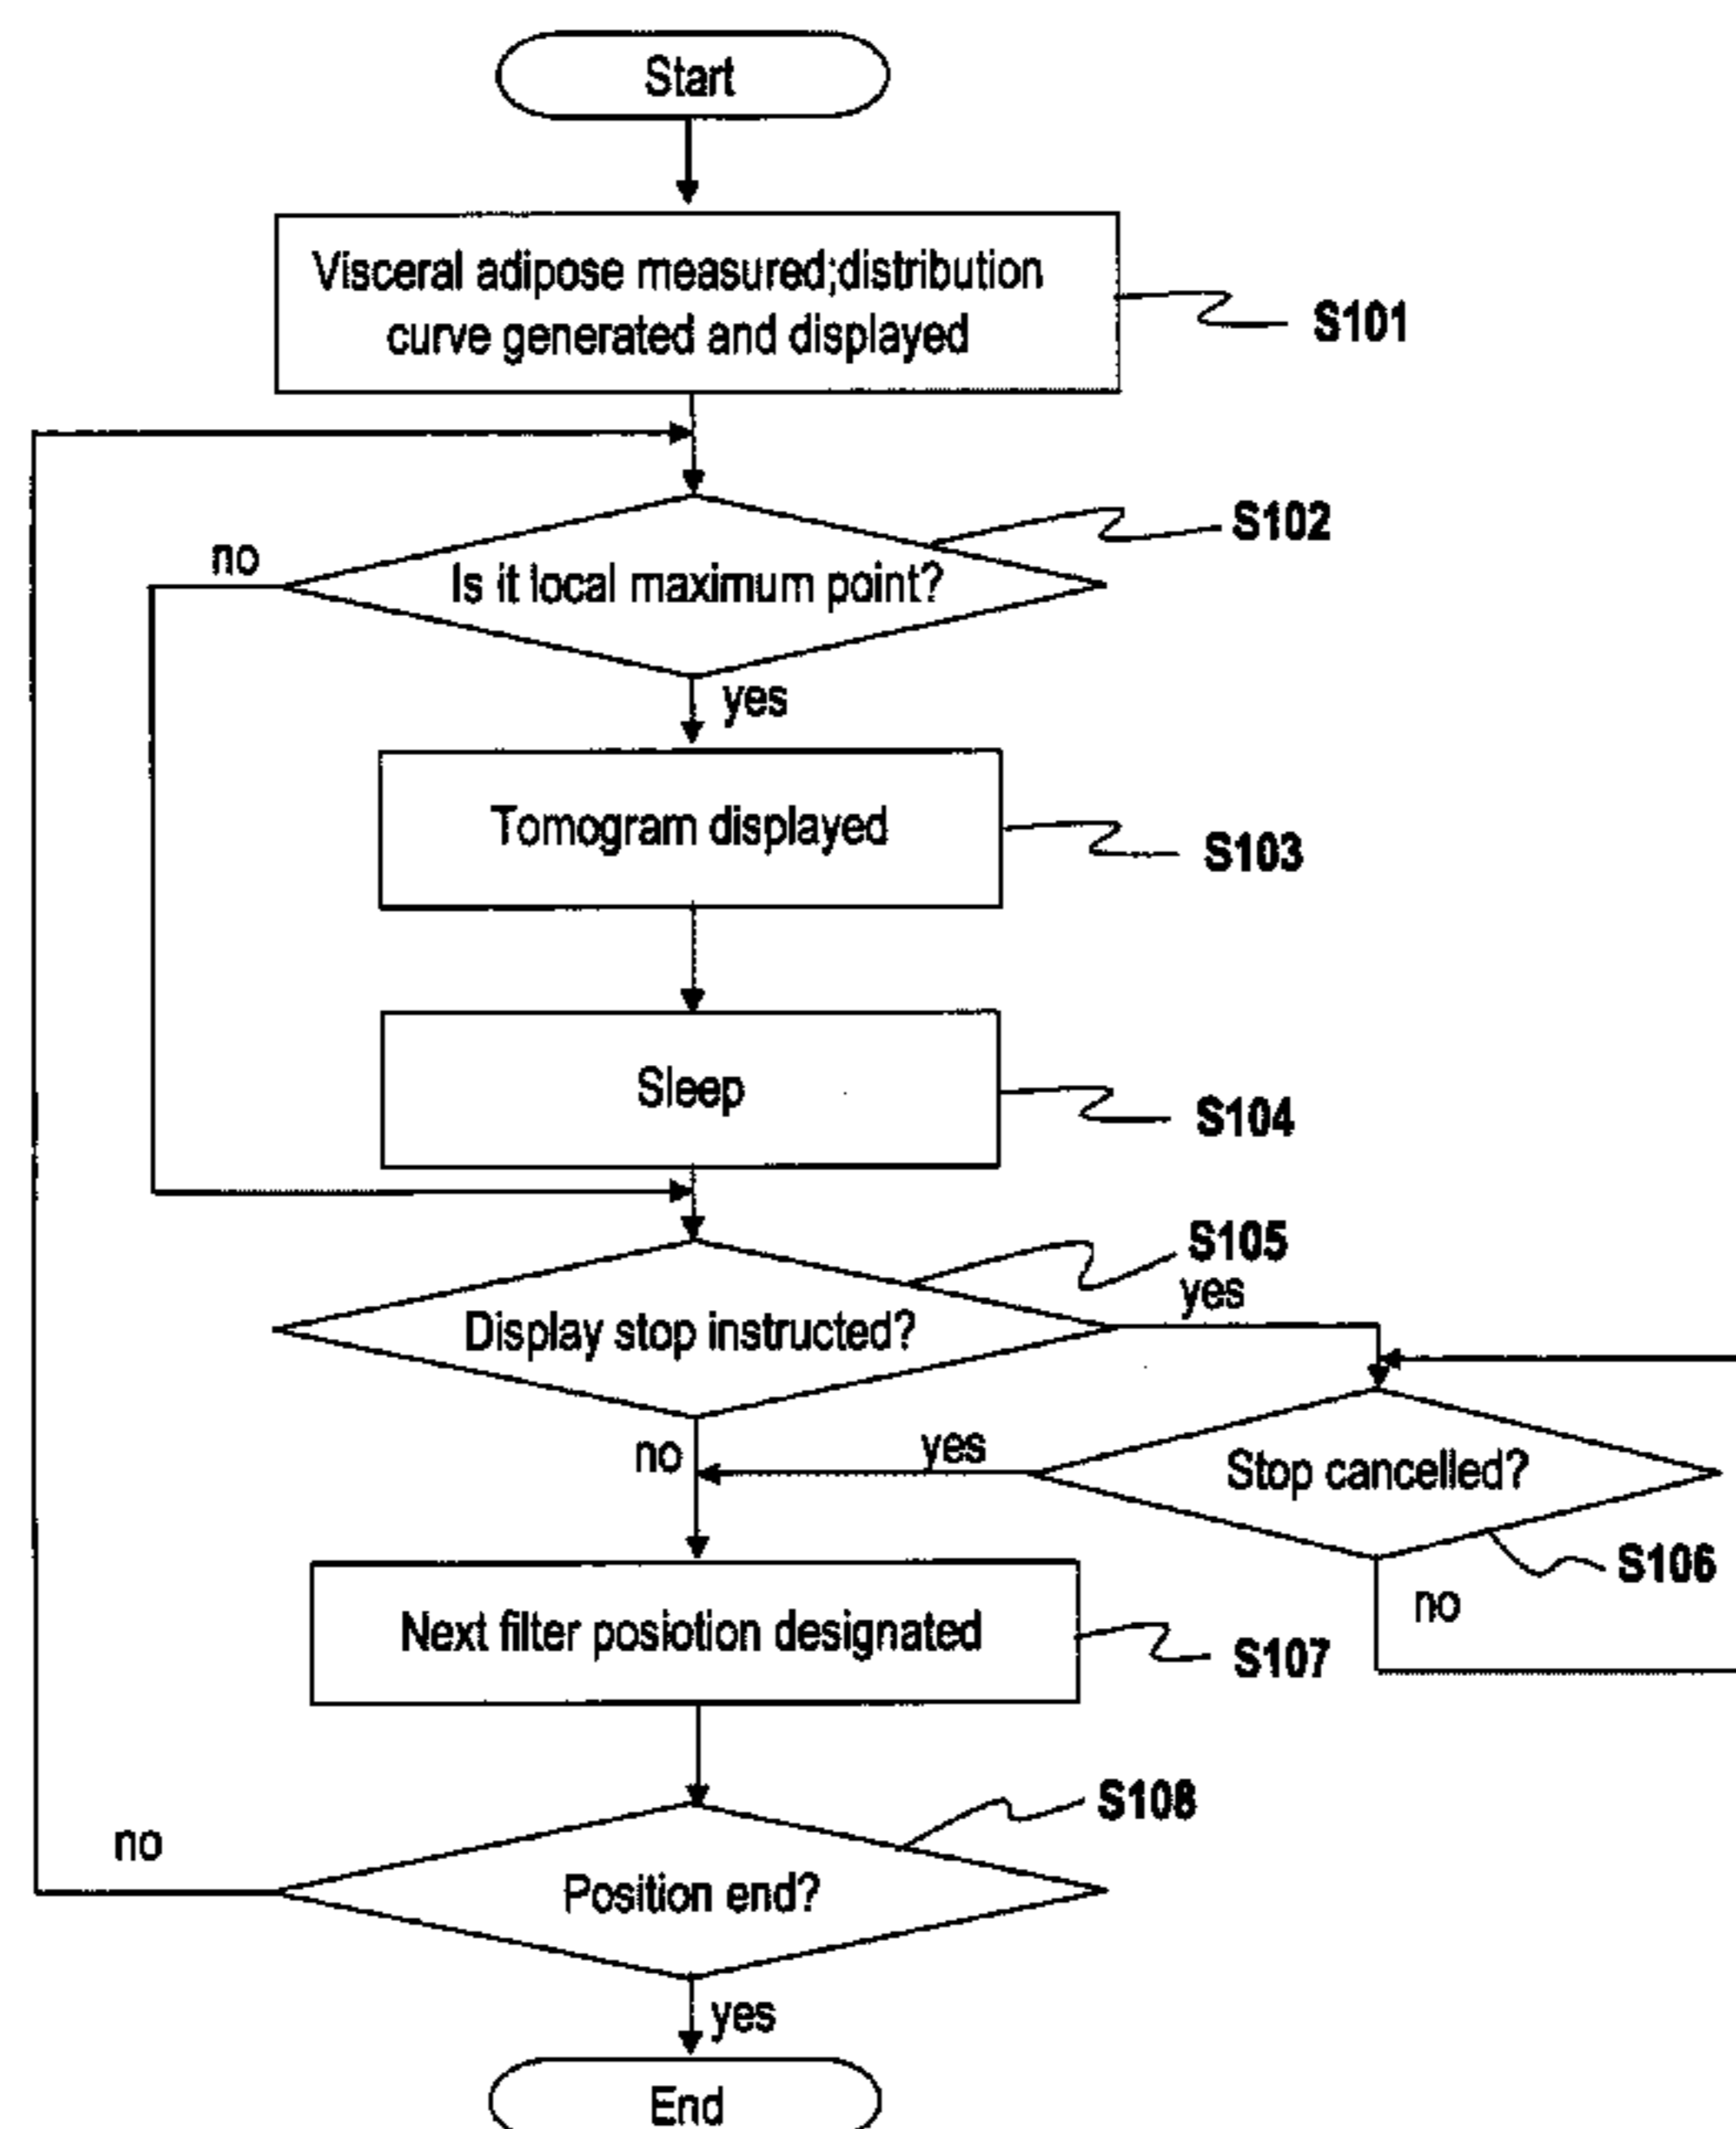 Start
Visceral adipose measured;distribution
curve generated and displayed
S101
S102
no
Is it local maximum point?
yes
Tomogram displayed
S103
Sleep
S104
S105
yes
Display stop instructed?
no
yes
Stop cancelled?
S106
no
Next filter posiotion designated
S107
S108
no
Position end?
yes
End